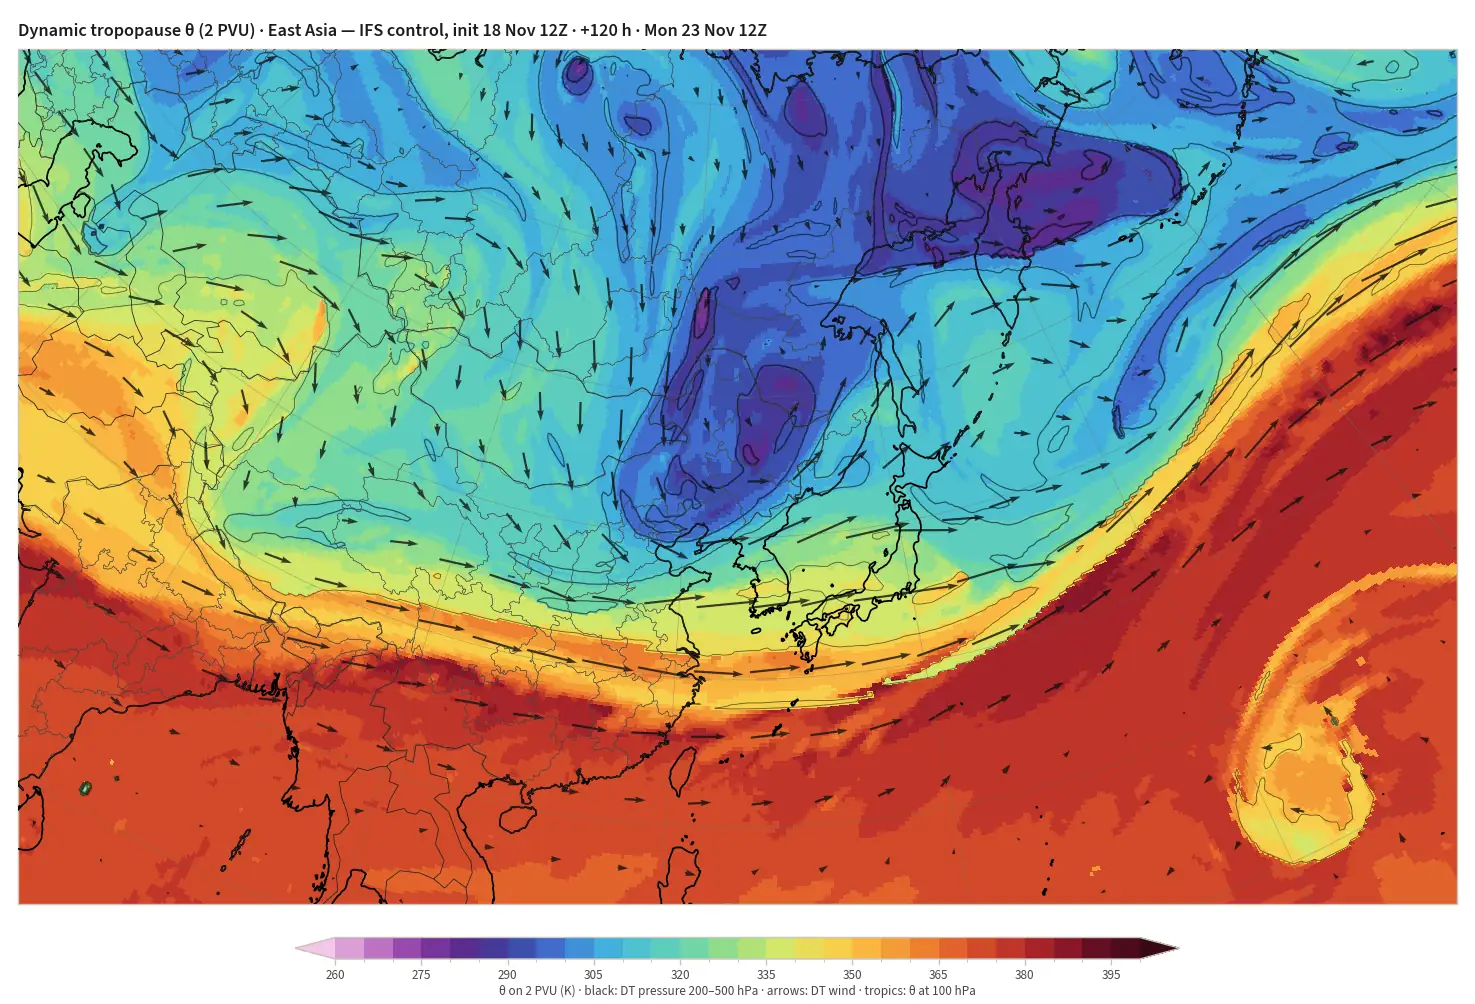 Dynamic tropopause θ (2 PVU) · East Asia — IFS control, init 18 Nov 12Z · +120 h · Mon 23 Nov 12Z
260 275 290 305 320 335 350 365 380 395
θ on 2 PVU (K) · black: DT pressure 200–500 hPa · arrows: DT wind · tropics: θ at 100 hPa